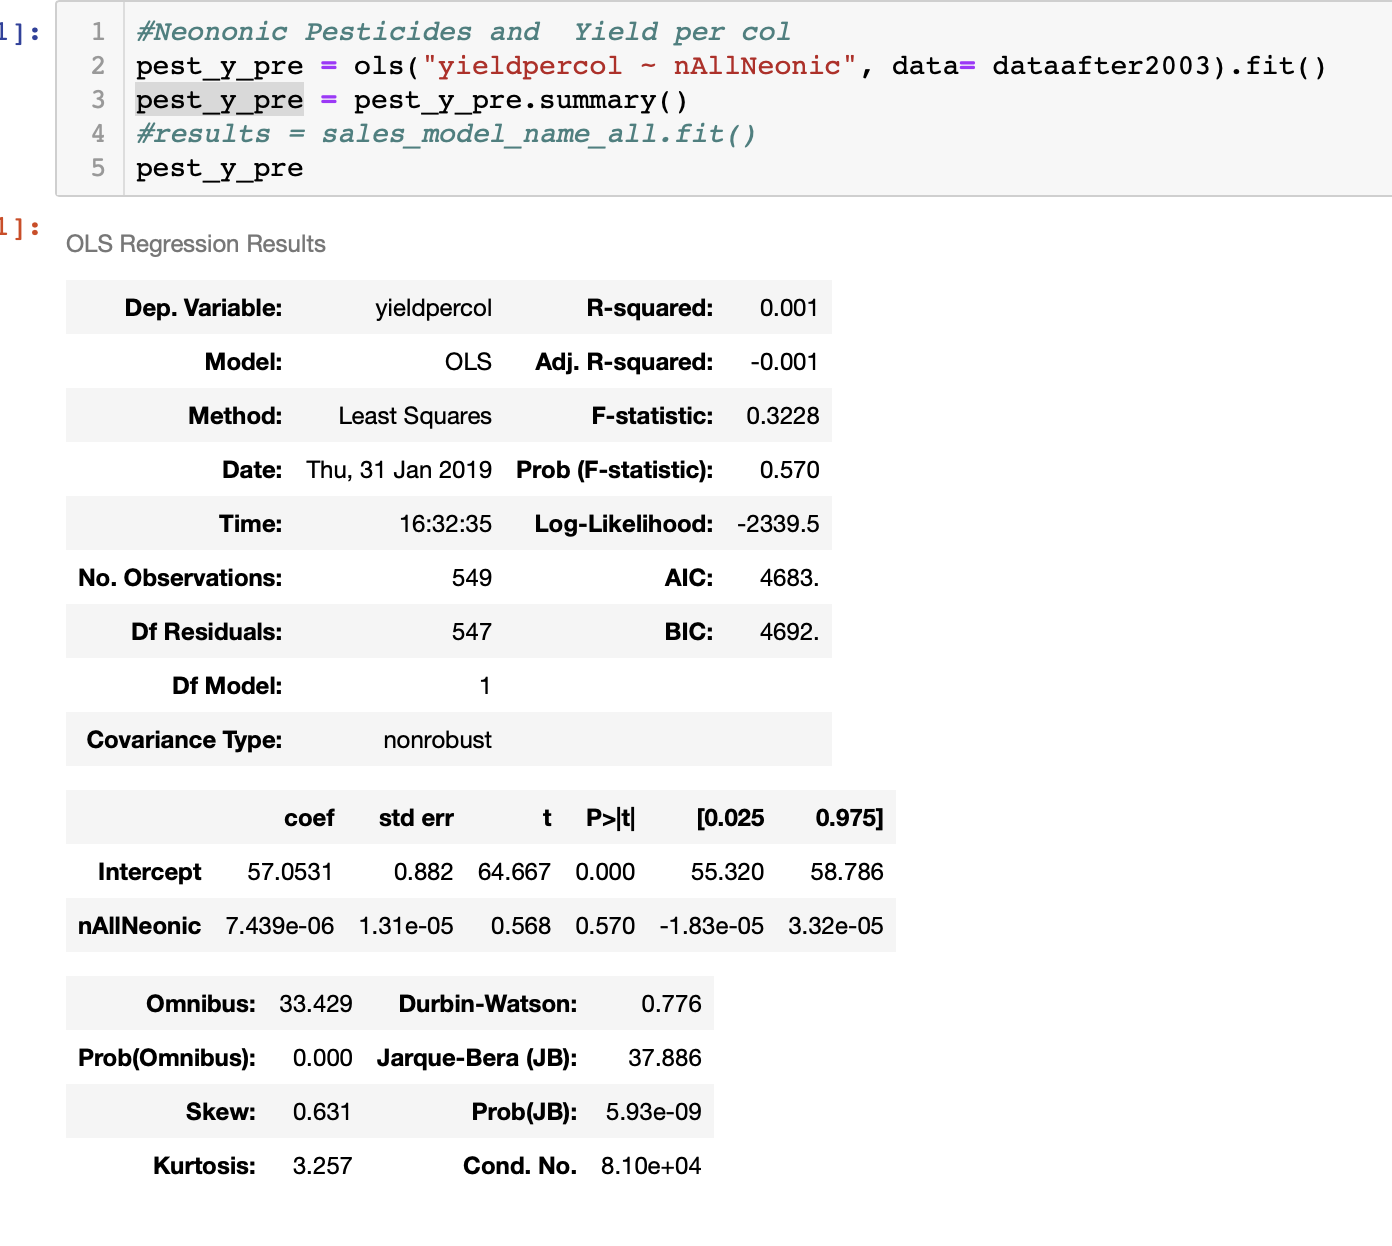 1]:
1 #Neononic Pesticides and  Yield per col
2 pest_y_pre = ols("yieldpercol ~ nAllNeonic", data= dataafter2003).fit()
3 pest_y_pre = pest_y_pre.summary()
4 #results = sales_model_name_all.fit()
5 pest_y_pre
1]:
OLS Regression Results
Dep. Variable: yieldpercol R-squared: 0.001
Model: OLS Adj. R-squared: -0.001
Method: Least Squares F-statistic: 0.3228
Date: Thu, 31 Jan 2019 Prob (F-statistic): 0.570
Time: 16:32:35 Log-Likelihood: -2339.5
No. Observations: 549 AIC: 4683.
Df Residuals: 547 BIC: 4692.
Df Model: 1
Covariance Type: nonrobust
coef std err t P>|t| [0.025 0.975]
Intercept 57.0531 0.882 64.667 0.000 55.320 58.786
nAllNeonic 7.439e-06 1.31e-05 0.568 0.570 -1.83e-05 3.32e-05
Omnibus: 33.429 Durbin-Watson: 0.776
Prob(Omnibus): 0.000 Jarque-Bera (JB): 37.886
Skew: 0.631 Prob(JB): 5.93e-09
Kurtosis: 3.257 Cond. No. 8.10e+04